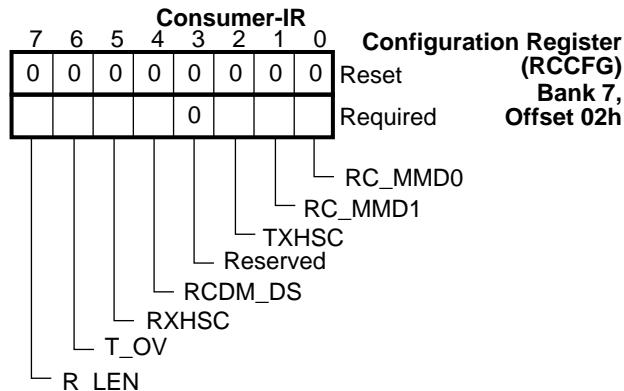 Consumer-IR
Configuration Register
(RCCFG)
Bank 7,
Offset 02h
7 6 5 4 3 2 1 0
0 0 0 0 0 0 0 0 Reset
0 Required
RC_MMD0
RC_MMD1
TXHSC
Reserved
RCDM_DS
RXHSC
T_OV
R_LEN